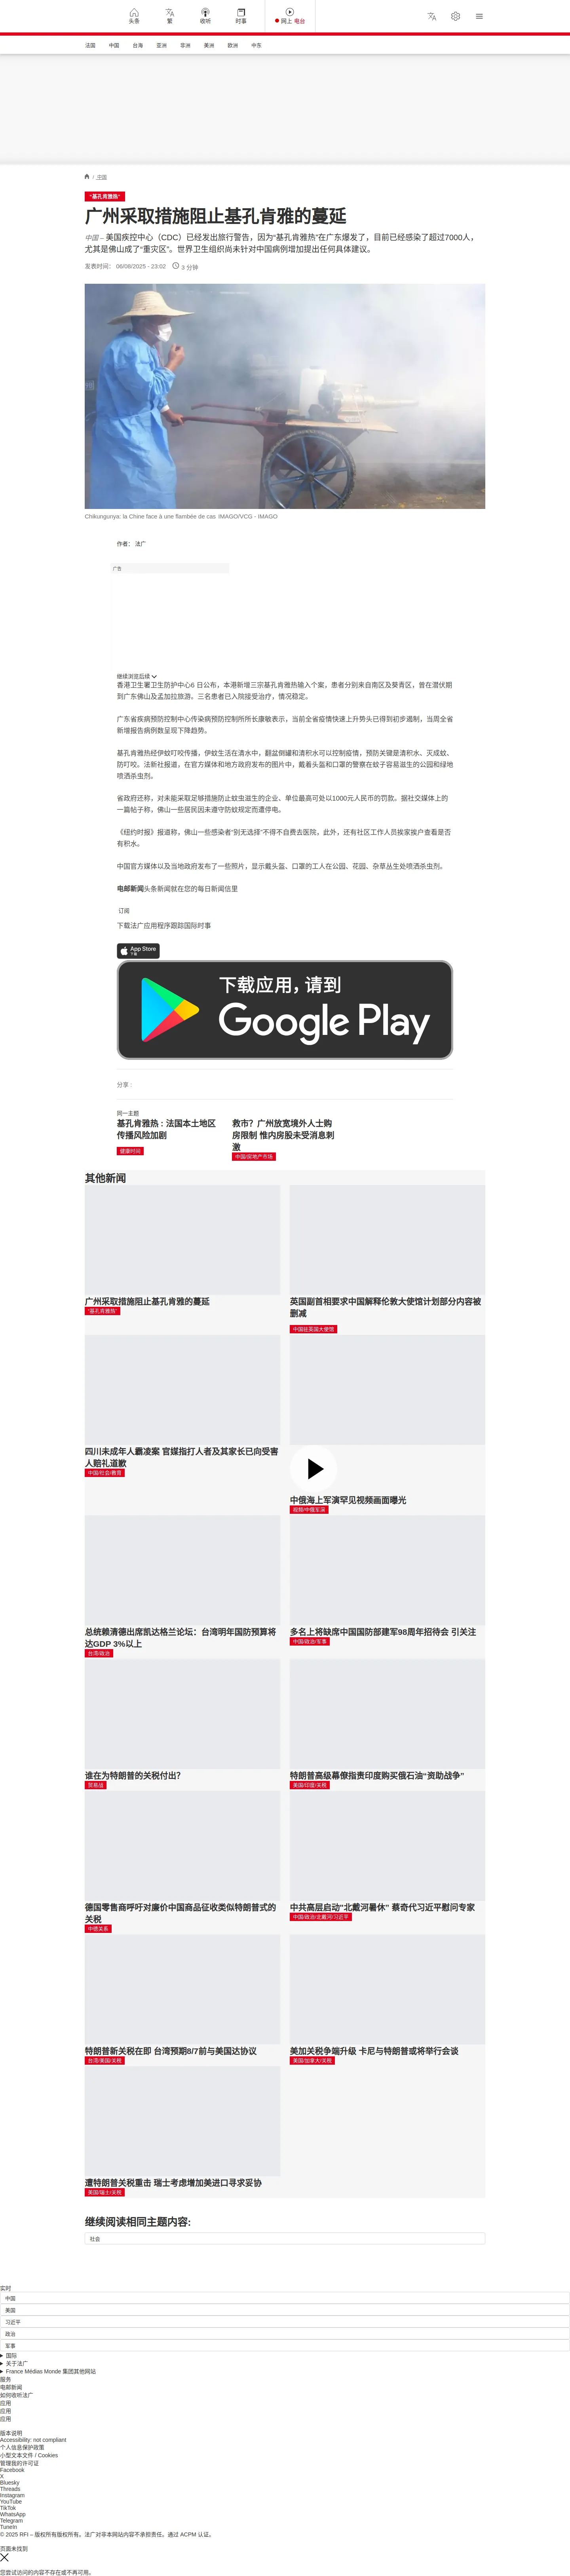 头条
繁
收听
时事
网上 电台
法国
中国
台海
亚洲
非洲
美洲
欧洲
中东
/ 中国
“基孔肯雅热”
广州采取措施阻止基孔肯雅的蔓延
中国 – 美国疾控中心（CDC）已经发出旅行警告，因为“基孔肯雅热”在广东爆发了，目前已经感染了超过7000人，
尤其是佛山成了“重灾区”。世界卫生组织尚未针对中国病例增加提出任何具体建议。
发表时间： 06/08/2025 - 23:02
3 分钟
Chikungunya: la Chine face à une flambée de cas IMAGO/VCG - IMAGO
作者： 法广
广告
继续浏览后续
香港卫生署卫生防护中心6 日公布，本港新增三宗基孔肯雅热输入个案，患者分别来自南区及葵青区，曾在潜伏期
到广东佛山及孟加拉旅游。三名患者已入院接受治疗，情况稳定。
广东省疾病预防控制中心传染病预防控制所所长康敏表示，当前全省疫情快速上升势头已得到初步遏制，当周全省
新增报告病例数呈现下降趋势。
基孔肯雅热经伊蚊叮咬传播，伊蚊生活在清水中，翻盆倒罐和清积水可以控制疫情，预防关键是清积水、灭成蚊、
防叮咬。法新社报道，在官方媒体和地方政府发布的图片中，戴着头盔和口罩的警察在蚊子容易滋生的公园和绿地
喷洒杀虫剂。
省政府还称，对未能采取足够措施防止蚊虫滋生的企业、单位最高可处以1000元人民币的罚款。据社交媒体上的
一篇帖子称，佛山一些居民因未遵守防蚊规定而遭停电。
《纽约时报》报道称，佛山一些感染者“别无选择”不得不自费去医院，此外，还有社区工作人员挨家挨户查看是否
有积水。
中国官方媒体以及当地政府发布了一些照片，显示戴头盔、口罩的工人在公园、花园、杂草丛生处喷洒杀虫剂。
电邮新闻头条新闻就在您的每日新闻信里
订阅
下载法广应用程序跟踪国际时事
App Store
下载
下载应用，请到
Google Play
分享 :
同一主题
基孔肯雅热 : 法国本土地区
传播风险加剧
健康时间
救市？广州放宽境外人士购
房限制 惟内房股未受消息刺
激
中国/房地产市场
其他新闻
广州采取措施阻止基孔肯雅的蔓延
“基孔肯雅热”
英国副首相要求中国解释伦敦大使馆计划部分内容被
删减
中国驻英国大使馆
四川未成年人霸凌案 官媒指打人者及其家长已向受害
人赔礼道歉
中国/社会/教育
中俄海上军演罕见视频画面曝光
视频/中俄军演
总统赖清德出席凯达格兰论坛：台湾明年国防预算将
达GDP 3%以上
台湾/政治
多名上将缺席中国国防部建军98周年招待会 引关注
中国/政治/军事
谁在为特朗普的关税付出?
贸易战
特朗普高级幕僚指责印度购买俄石油“资助战争”
美国/印度/关税
德国零售商呼吁对廉价中国商品征收类似特朗普式的
关税
中德关系
中共高层启动“北戴河暑休” 蔡奇代习近平慰问专家
中国/政治/北戴河/习近平
特朗普新关税在即 台湾预期8/7前与美国达协议
台湾/美国/关税
美加关税争端升级 卡尼与特朗普或将举行会谈
美国/加拿大/关税
遭特朗普关税重击 瑞士考虑增加美进口寻求妥协
美国/瑞士/关税
继续阅读相同主题内容:
社会
实时
中国
美国
习近平
政治
军事
国际
关于法广
France Médias Monde 集团其他网站
服务
电邮新闻
如何收听法广
应用
应用
应用
版本说明
Accessibility: not compliant
个人信息保护政策
小型文本文件 / Cookies
管理我的许可证
Facebook
X
Bluesky
Threads
Instagram
YouTube
TikTok
WhatsApp
Telegram
TuneIn
© 2025 RFI – 版权所有版权所有。法广对非本网站内容不承担责任。通过 ACPM 认证。
页面未找到
您尝试访问的内容不存在或不再可用。